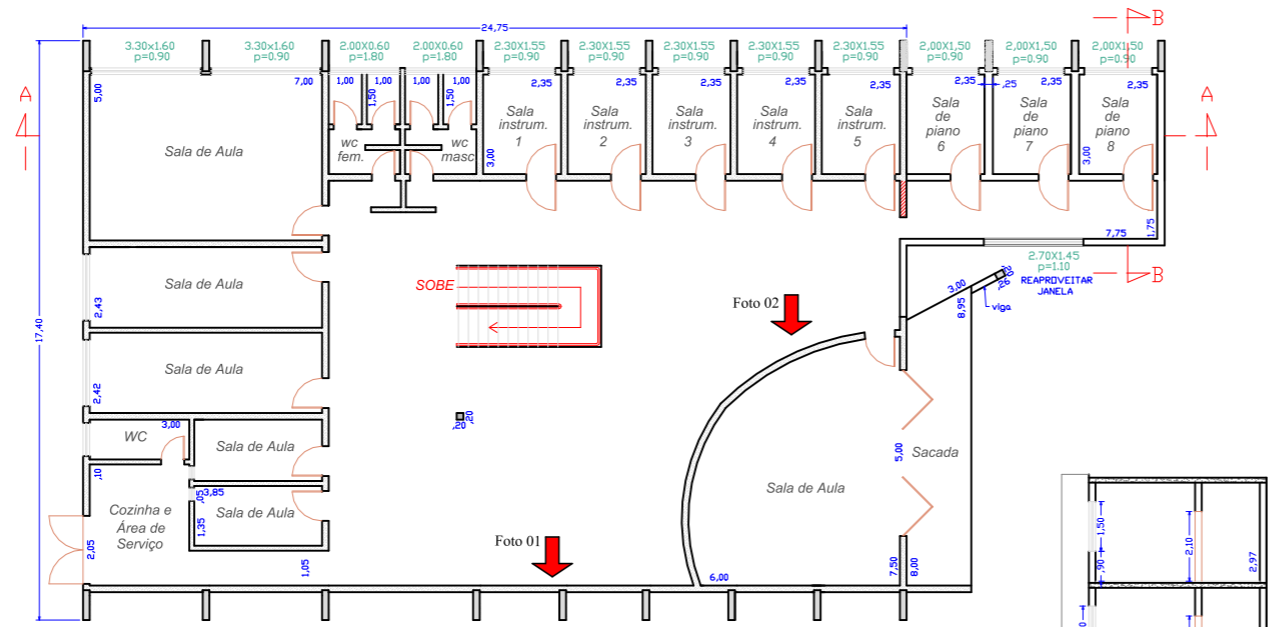 24,75
B
3.30x1.60
p=0.90
3.30x1.60
p=0.90
2.00X0.60
p=1.80
2.00X0.60
p=1.80
2.30X1.55
p=0.90
2.30X1.55
p=0.90
2.30X1.55
p=0.90
2.30X1.55
p=0.90
2.30X1.55
p=0.90
2,00X1,50
p=0.90
2,00X1,50
p=0.90
2,00X1,50
p=0.90
A
A
5,00
7,00
1,00
1,00
1,00
1,00
1,50
1,50
2,35
2,35
2,35
2,35
2,35
2,35
,25
2,35
2,35
Sala de Aula
wc
fem.
wc
masc
Sala
instrum.
1
Sala
instrum.
2
Sala
instrum.
3
Sala
instrum.
4
Sala
instrum.
5
Sala
de
piano
6
Sala
de
piano
7
Sala
de
piano
8
3,00
3,00
7,75
1,75
2.70X1.45
p=1.10
REAPROVEITAR
JANELA
B
17,40
Sala de Aula
2,43
SOBE
Foto 02
3,00
,20
,26
8,95
viga
Sala de Aula
2,42
,20
,20
WC
3,00
Sala de Aula
5,00
Sacada
,10
,05
3,85
Sala de Aula
1,35
Cozinha e
Área de
Serviço
2,05
1,05
Foto 01
Sala de Aula
6,00
7,50
8,00
1,50
2,10
,90
2,97